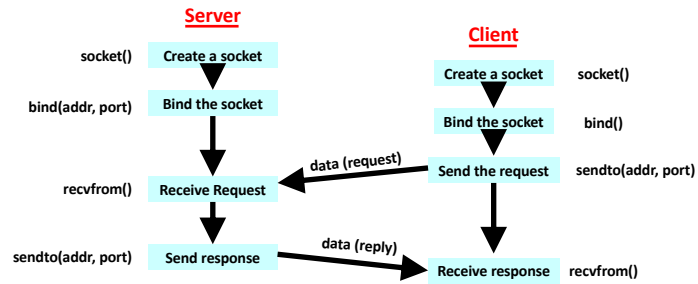 Server
Client
socket()
Create a socket
Create a socket
socket()
bind(addr, port)
Bind the socket
Bind the socket
bind()
data (request)
Send the request
sendto(addr, port)
recvfrom()
Receive Request
data (reply)
sendto(addr, port)
Send response
Receive response
recvfrom()